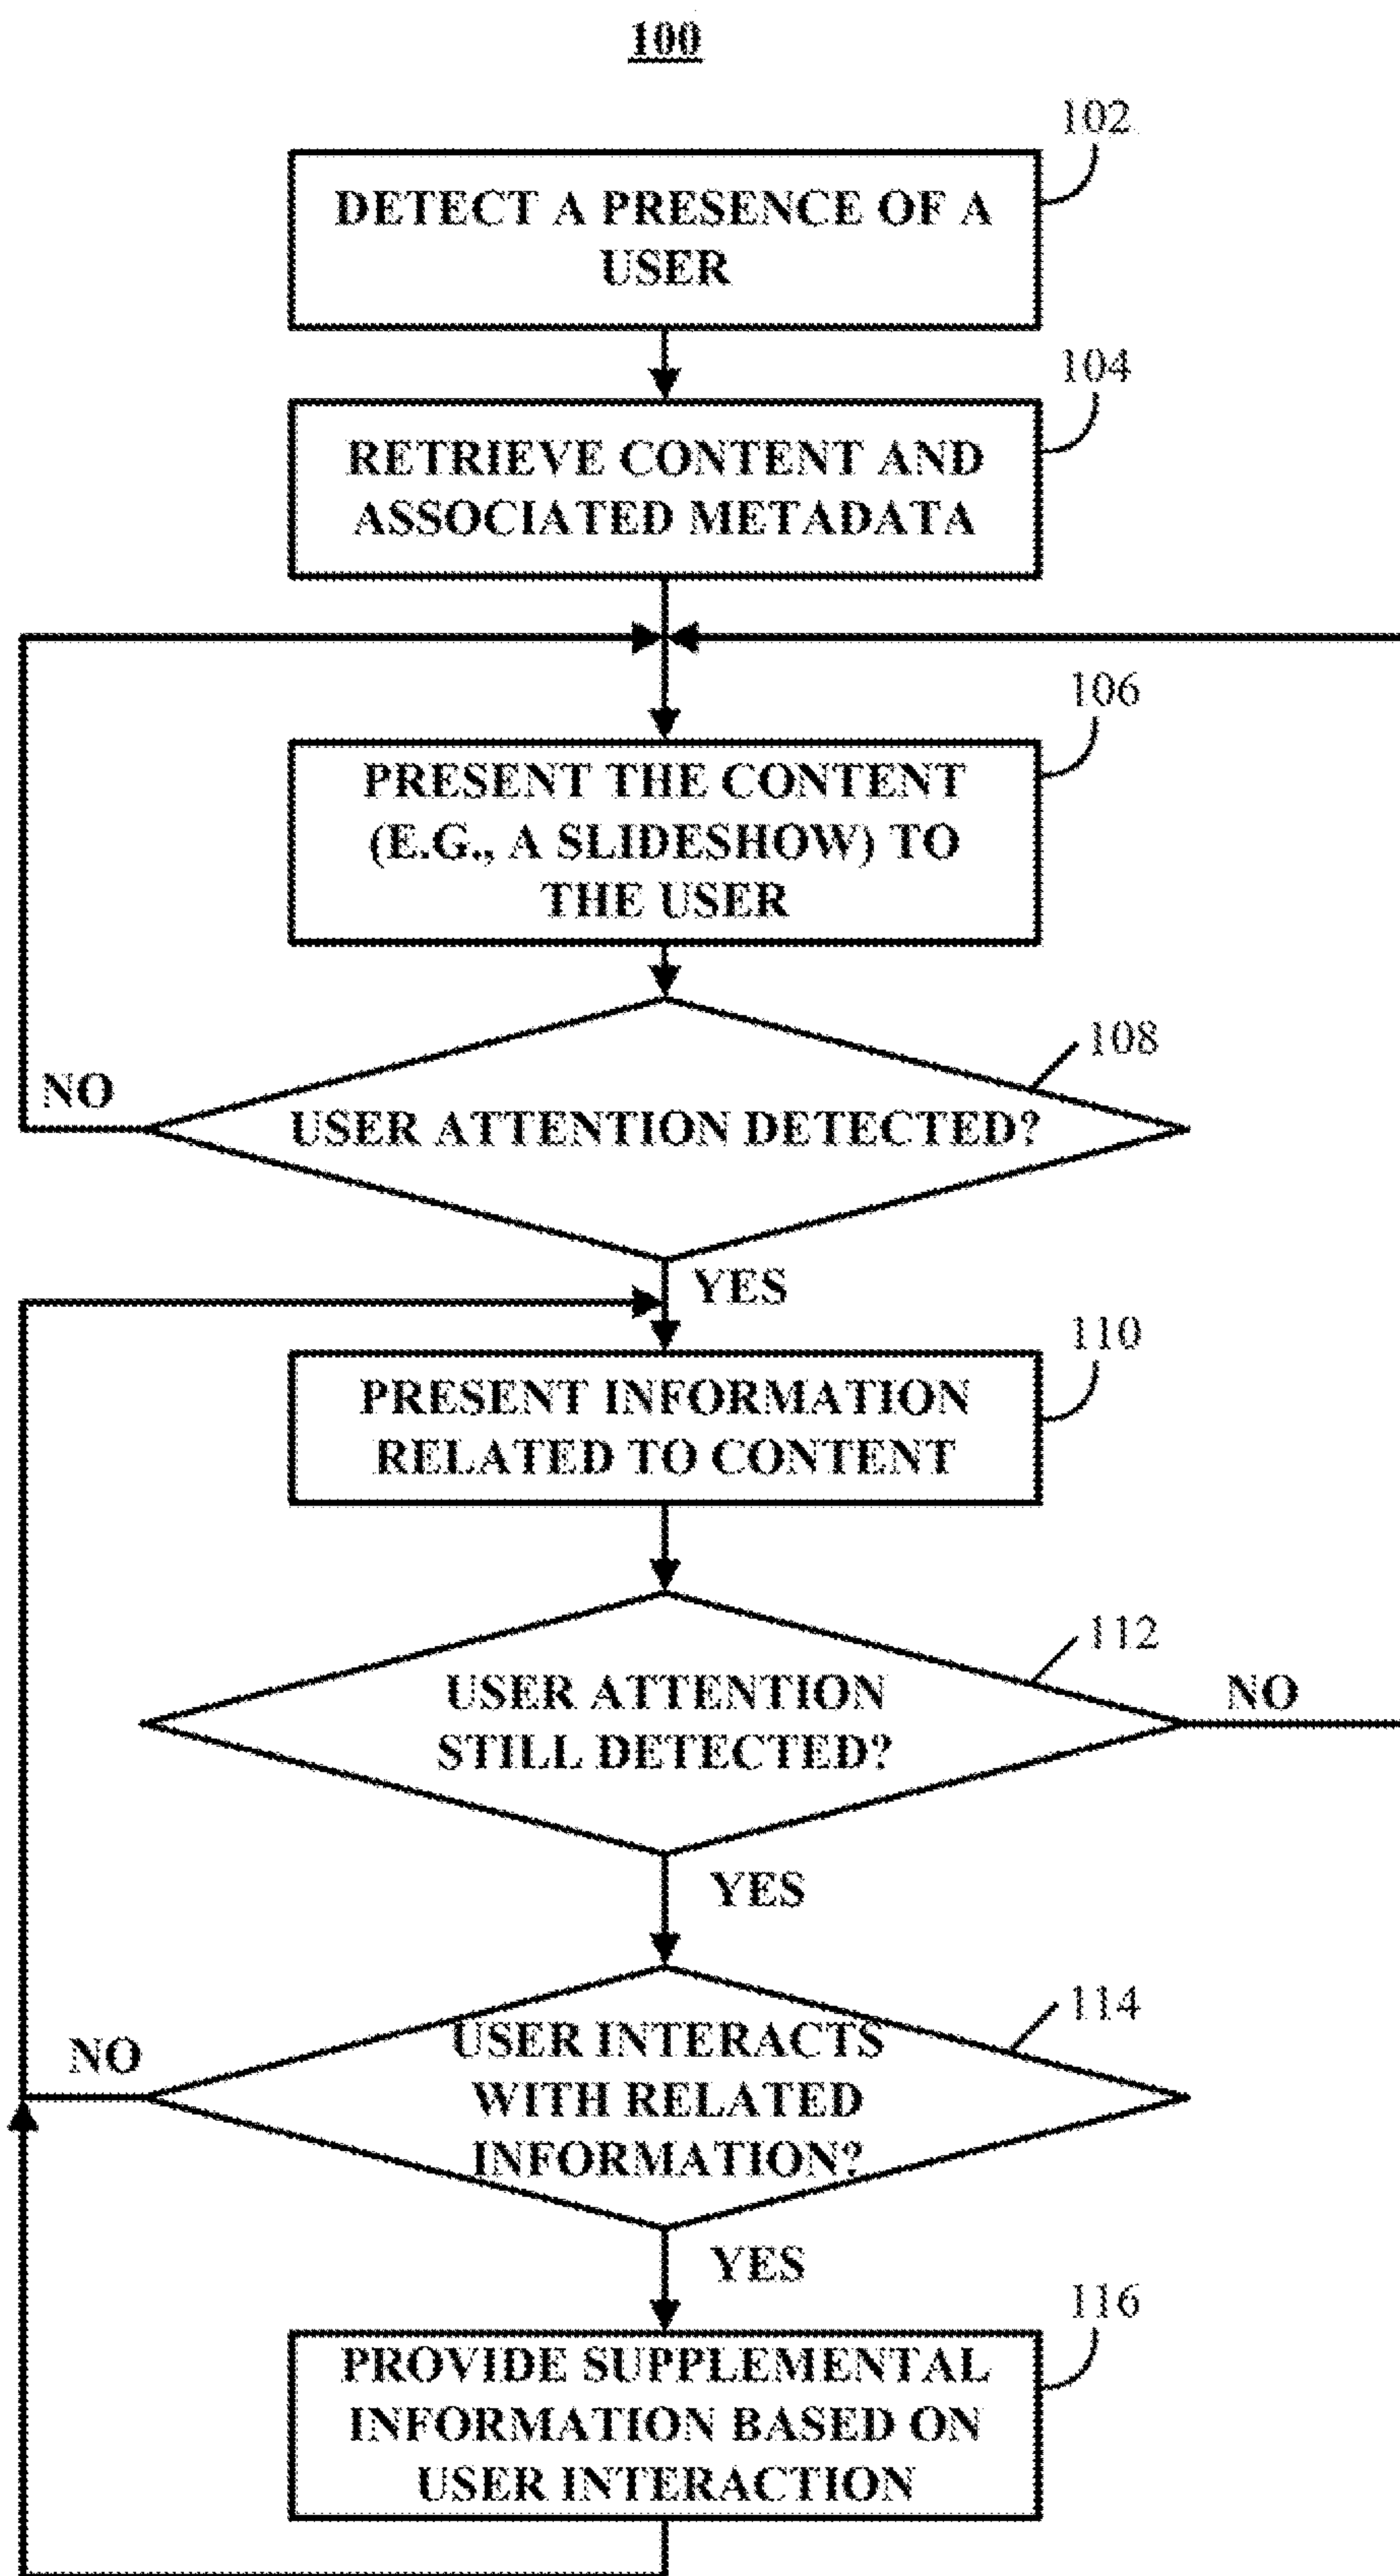 100
102
DETECT A PRESENCE OF A
USER
104
RETRIEVE CONTENT AND
ASSOCIATED METADATA
106
PRESENT THE CONTENT
(E.G., A SLIDESHOW) TO
THE USER
108
NO
USER ATTENTION DETECTED?
YES
110
PRESENT INFORMATION
RELATED TO CONTENT
112
USER ATTENTION
STILL DETECTED?
NO
YES
114
NO
USER INTERACTS
WITH RELATED
INFORMATION?
YES
116
PROVIDE SUPPLEMENTAL
INFORMATION BASED ON
USER INTERACTION